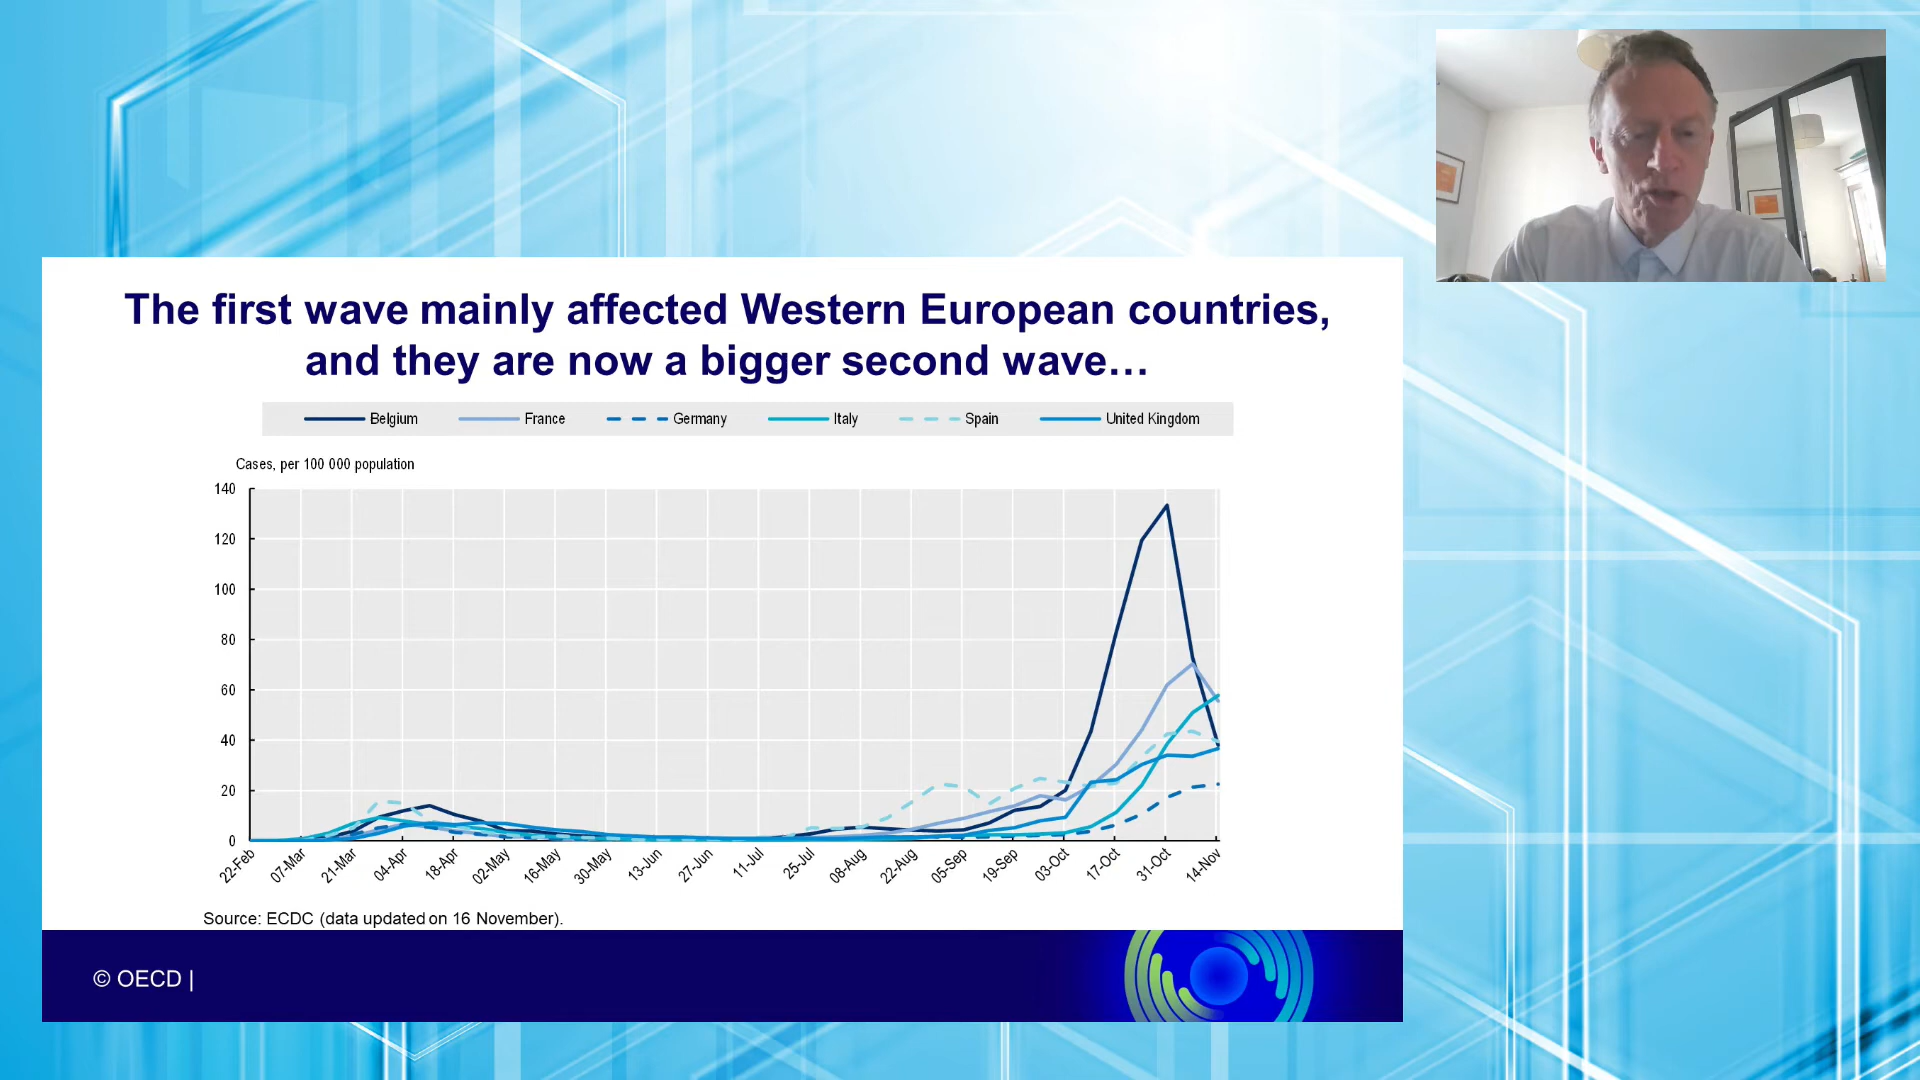 The first wave mainly affected Western European countries,
and they are now a bigger second wave…
Belgium France Germany Italy Spain United Kingdom
Cases, per 100 000 population
140
120
100
80
60
40
20
0
22-Feb 07-Mar 21-Mar 04-Apr 18-Apr 02-May 16-May 30-May 13-Jun 27-Jun 11-Jul 25-Jul 08-Aug 22-Aug 05-Sep 19-Sep 03-Oct 17-Oct 31-Oct 14-Nov
Source: ECDC (data updated on 16 November).
© OECD |